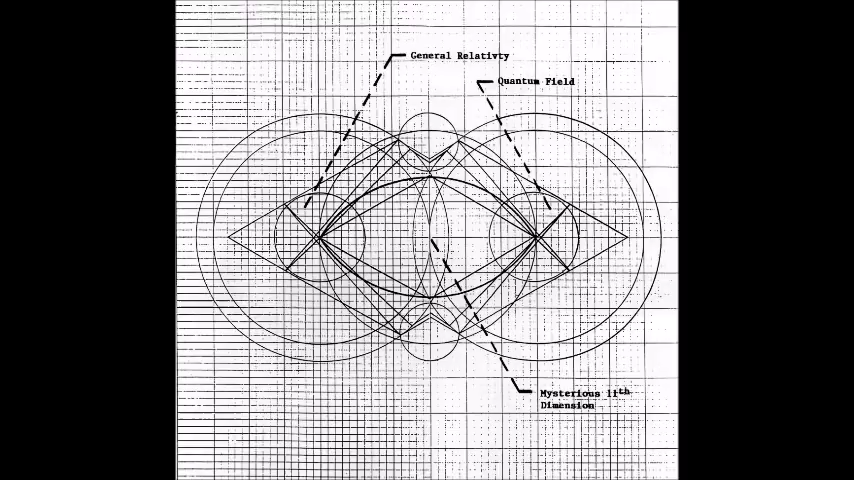 General Relativty
Quantum Field
Mysterious 11th
Dimension